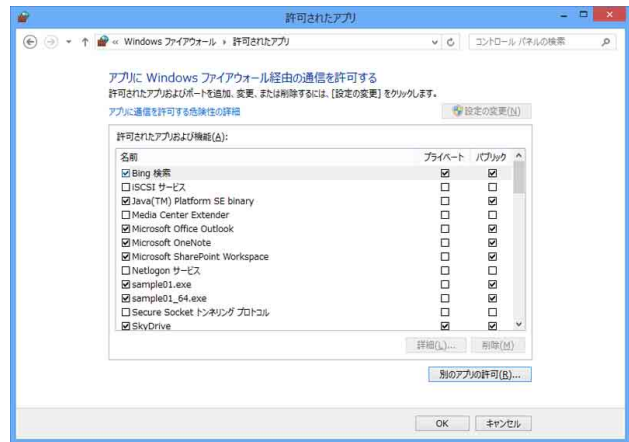 許可されたアプリ
« Windows ファイアウォール ▸ 許可されたアプリ
コントロール パネルの検索
アプリに Windows ファイアウォール経由の通信を許可する
許可されたアプリおよびポートを追加、変更、または削除するには、[設定の変更] をクリックします。
アプリに通信を許可する危険性の詳細
設定の変更(N)
許可されたアプリおよび機能(A):
名前 プライベート パブリック
Bing 検索
iSCSI サービス
Java(TM) Platform SE binary
Media Center Extender
Microsoft Office Outlook
Microsoft OneNote
Microsoft SharePoint Workspace
Netlogon サービス
sample01.exe
sample01_64.exe
Secure Socket トンネリング プロトコル
SkyDrive
詳細(L)... 削除(M)
別のアプリの許可(R)...
OK キャンセル